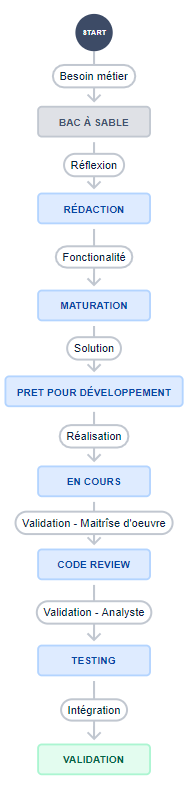 START
Besoin métier
BAC À SABLE
Réflexion
RÉDACTION
Fonctionalité
MATURATION
Solution
PRET POUR DÉVELOPPEMENT
Réalisation
EN COURS
Validation - Maitrîse d'oeuvre
CODE REVIEW
Validation - Analyste
TESTING
Intégration
VALIDATION